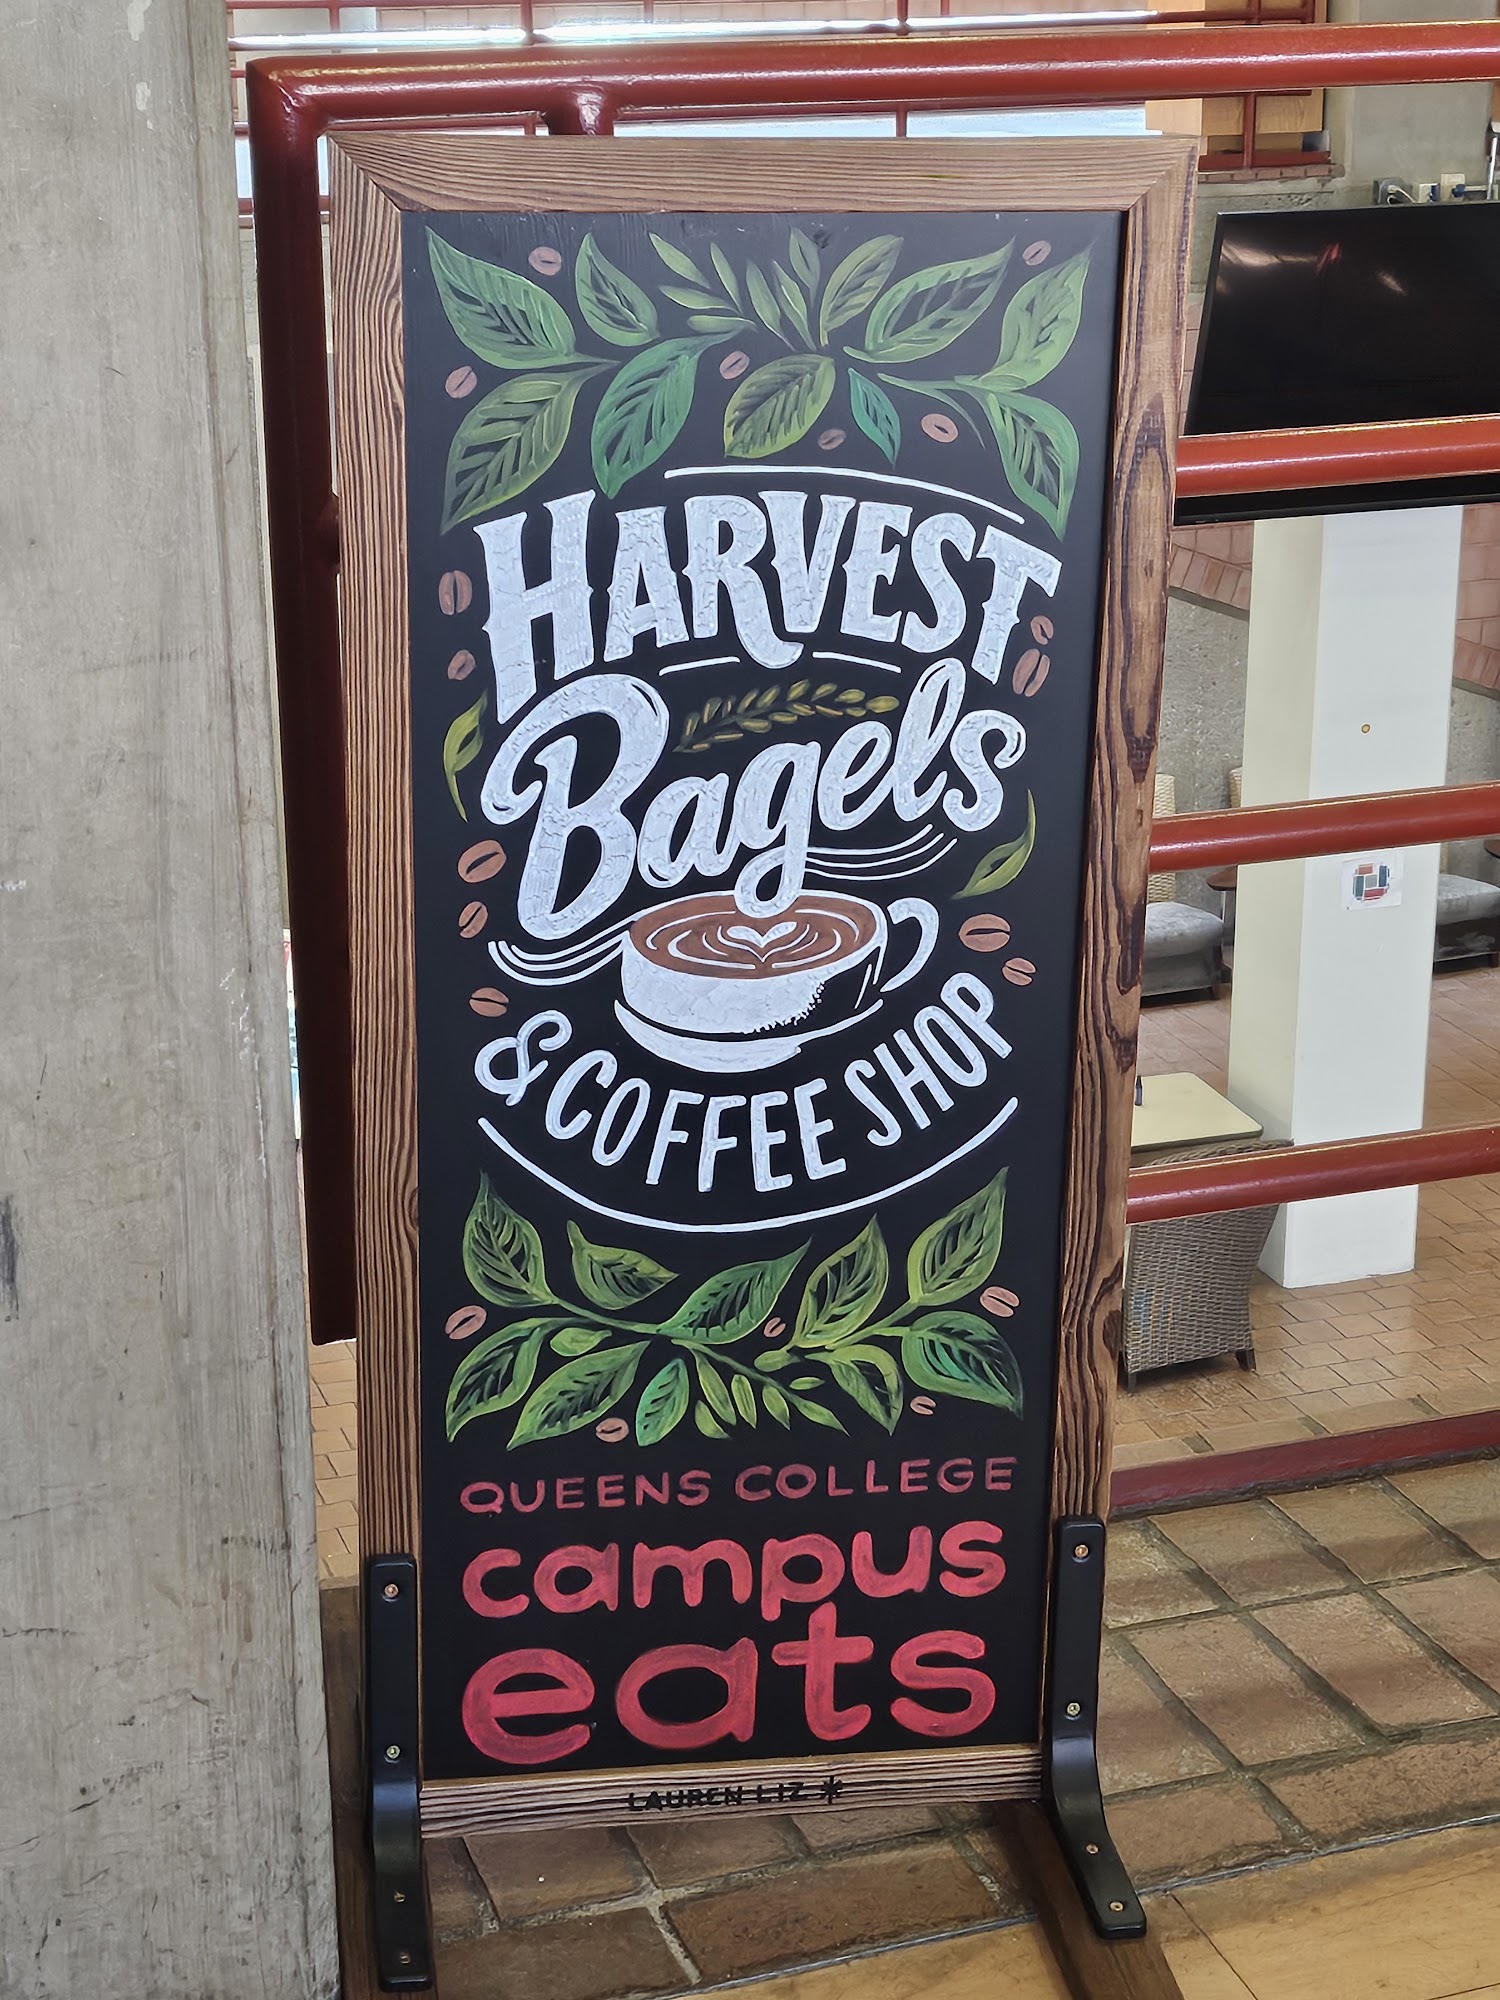 HARVEST
Bagels
& COFFEE SHOP
QUEENS COLLEGE
campus
eats
LAUREN LIZ